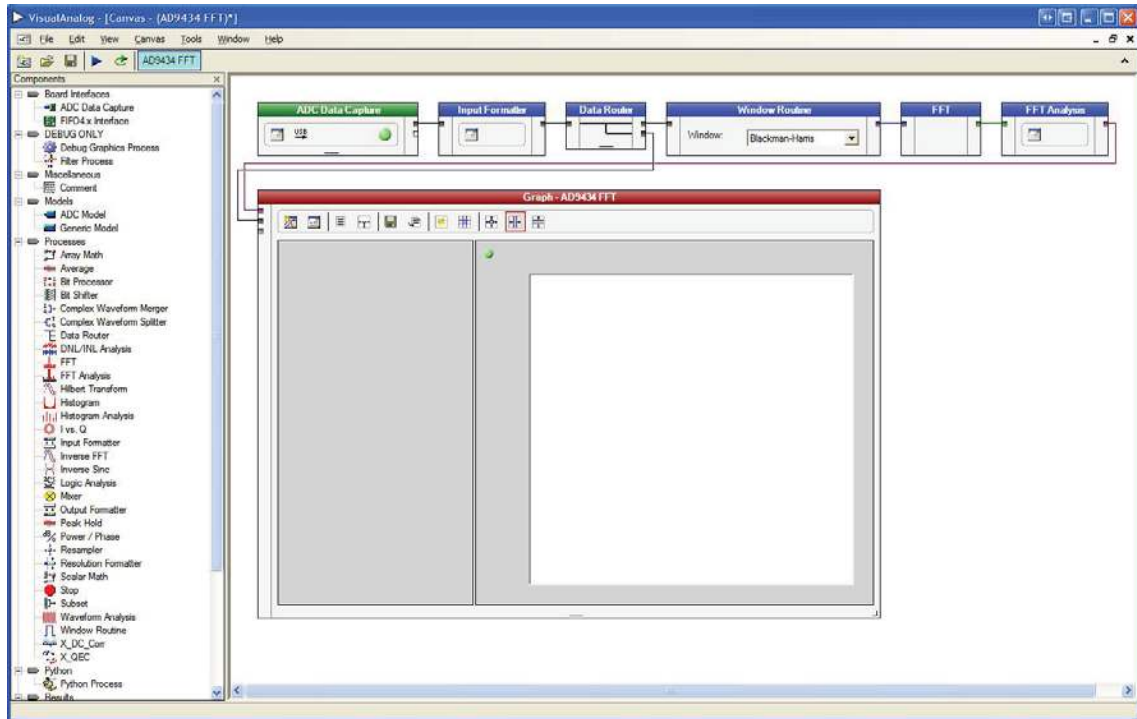 VisualAnalog - [Canvas - (AD9434 FFT)*]
File Edit View Canvas Tools Window Help
AD9434 FFT
Components
Board Interfaces
ADC Data Capture
FIFO4.x Interface
DEBUG ONLY
Debug Graphics Process
Filter Process
Miscellaneous
Comment
Models
ADC Model
Generic Model
Processes
Array Math
Average
Bit Processor
Bit Shifter
Complex Waveform Merger
Complex Waveform Splitter
Data Router
DNL/INL Analysis
FFT
FFT Analysis
Hilbert Transform
Histogram
Histogram Analysis
I vs. Q
Input Formatter
Inverse FFT
Inverse Sinc
Logic Analysis
Mixer
Output Formatter
Peak Hold
Power / Phase
Resampler
Resolution Formatter
Scalar Math
Stop
Subset
Waveform Analysis
Window Routine
X_DC_Corr
X_QEC
Python
Python Process
Results
ADC Data Capture
USB
Input Formatter
Data Router
Window Routine
Window: Blackman-Harris
FFT
FFT Analysis
Graph - AD9434 FFT